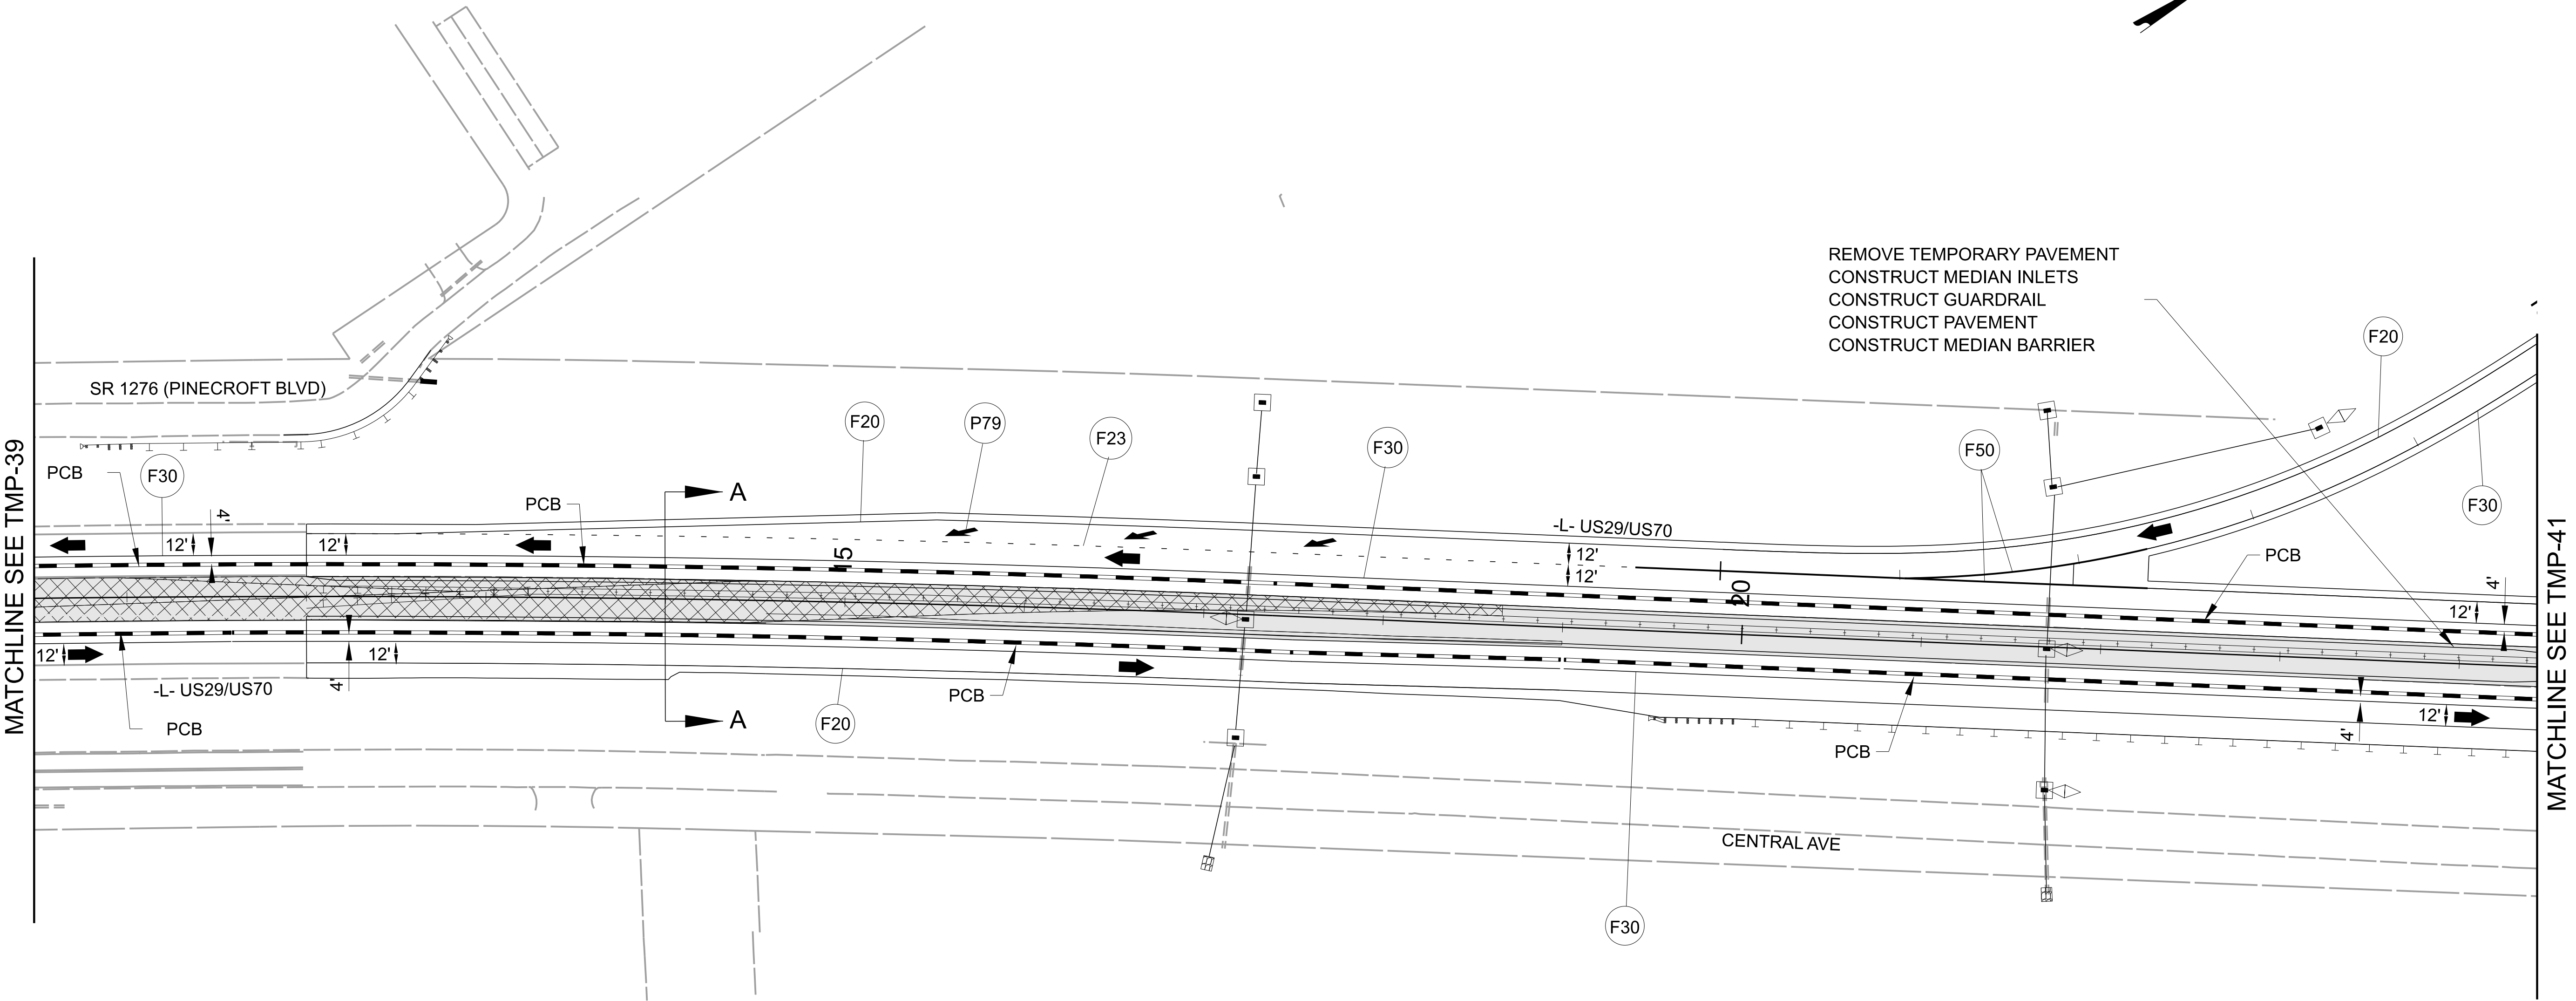 REMOVE TEMPORARY PAVEMENT
CONSTRUCT MEDIAN INLETS
CONSTRUCT GUARDRAIL
CONSTRUCT PAVEMENT
CONSTRUCT MEDIAN BARRIER
F20
SR 1276 (PINECROFT BLVD)
MATCHLINE SEE TMP-39
PCB
F30
4'
12'
12'
PCB
A
F20
P79
F23
F30
-L- US29/US70
12'
12'
F50
F30
PCB
4'
12'
MATCHLINE SEE TMP-41
15
20
12'
12'
4'
-L- US29/US70
PCB
A
F20
PCB
F30
PCB
4'
12'
CENTRAL AVE